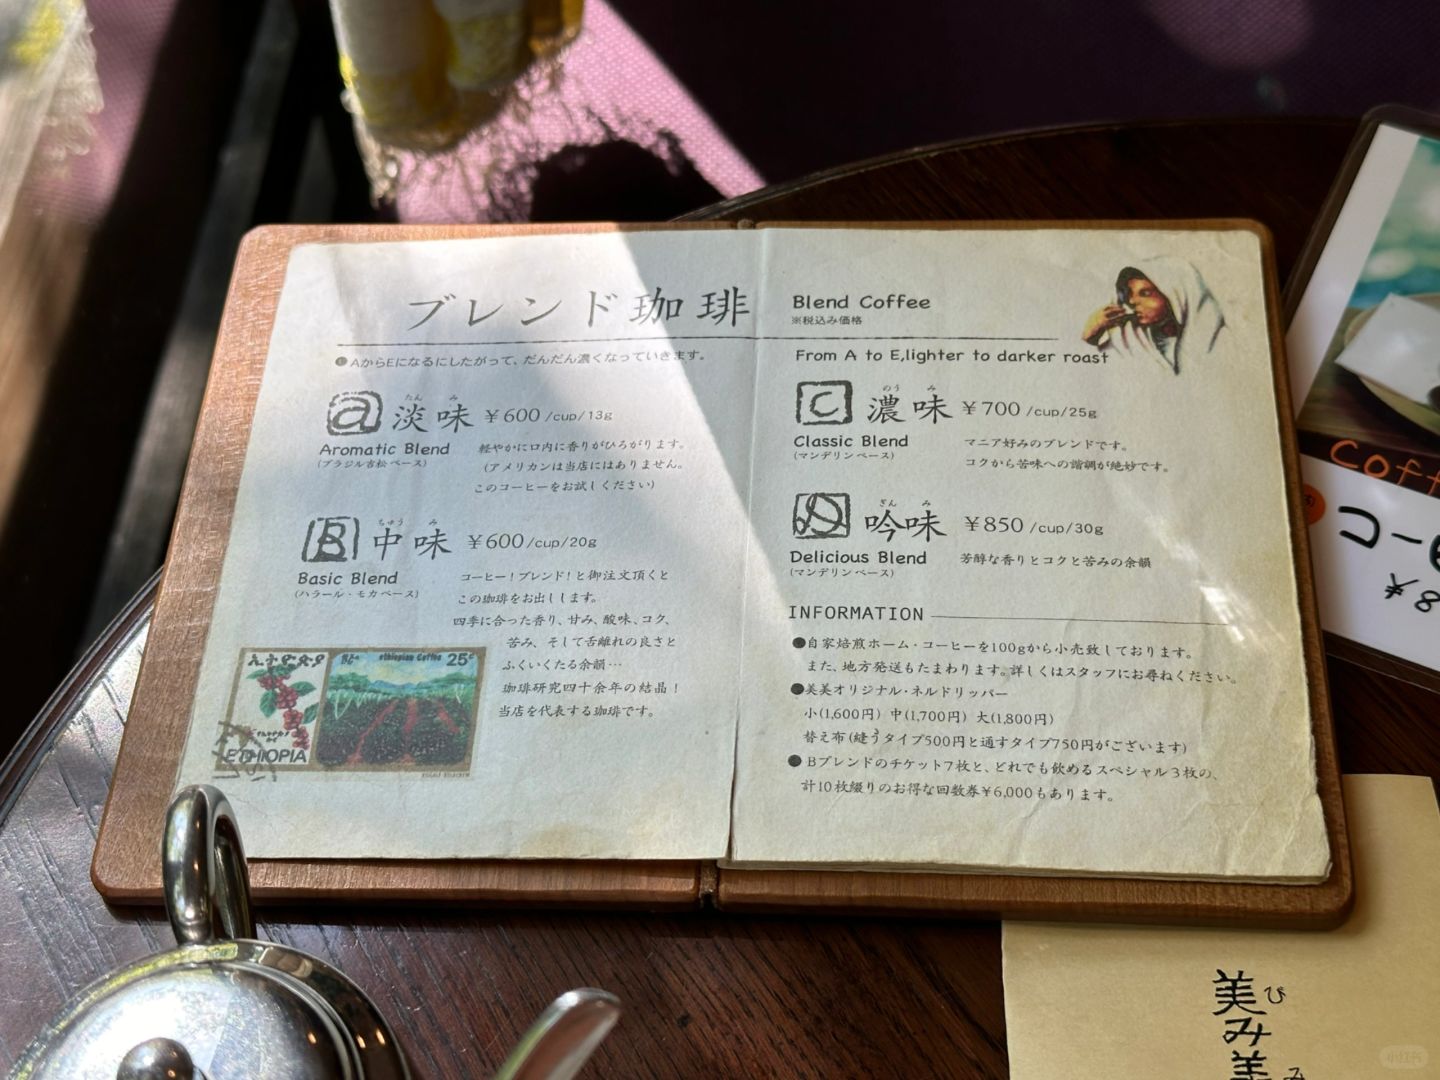 ブレンド珈琲
Blend Coffee
※税込み価格
●AからEになるにしたがって、だんだん濃くなっていきます。
From A to E,lighter to darker roast
たんみ
a 淡味 ¥600 /cup/13g
Aromatic Blend
(ブラジル古松ベース)
軽やかに口内に香りがひろがります。
(アメリカンは当店にはありません。
このコーヒーをお試しください)
ちゅうみ
B 中味 ¥600/cup/20g
Basic Blend
(ハラール・モカベース)
コーヒー!ブレンド!と御注文頂くと
この珈琲をお出しします。
四季に合った香り、甘み、酸味、コク、
苦み、そして舌離れの良さと
ふくいくたる余韻…
珈琲研究四十余年の結晶!
当店を代表する珈琲です。
ethiopian Coffee 25c
ETHIOPIA
のうみ
C 濃味 ¥700 /cup/25g
Classic Blend
(マンデリンベース)
マニア好みのブレンドです。
コクから苦味への諧調が絶妙です。
ぎんみ
D 吟味 ¥850 /cup/30g
Delicious Blend
(マンデリンベース)
芳醇な香りとコクと苦みの余韻
INFORMATION
●自家焙煎ホーム・コーヒーを100gから小売致しております。
また、地方発送もたまわります。詳しくはスタッフにお尋ねください。
●美美オリジナル・ネルドリッパー
小(1,600円) 中(1,700円) 大(1,800円)
替え布(縫うタイプ500円と通すタイプ750円がございます)
●Bブレンドのチケット7枚と、どれでも飲めるスペシャル3枚の、
計10枚綴りのお得な回数券¥6,000もあります。
Coff
コー
¥8
美び
み
美み
小红书